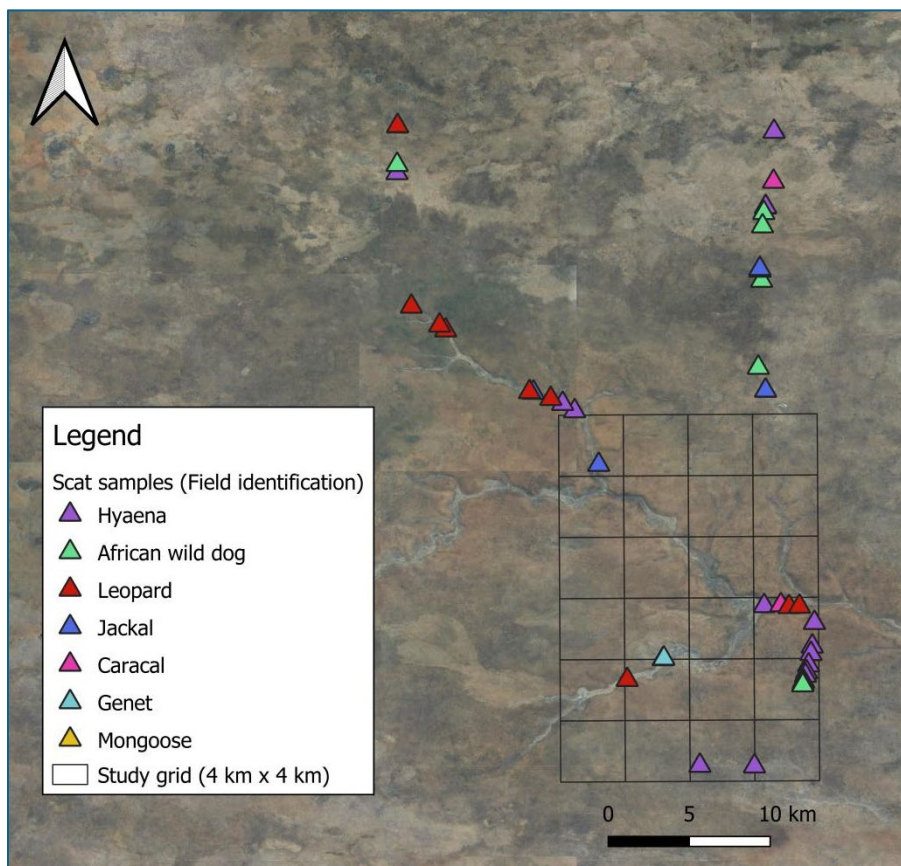 Legend
Scat samples (Field identification)
Hyaena
African wild dog
Leopard
Jackal
Caracal
Genet
Mongoose
Study grid (4 km x 4 km)
0 5 10 km